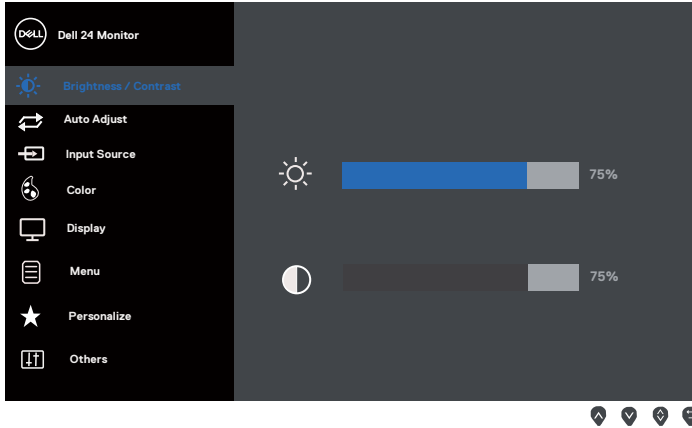 DELL
Dell 24 Monitor
Brightness / Contrast
Auto Adjust
Input Source
Color
Display
Menu
Personalize
Others
75%
75%